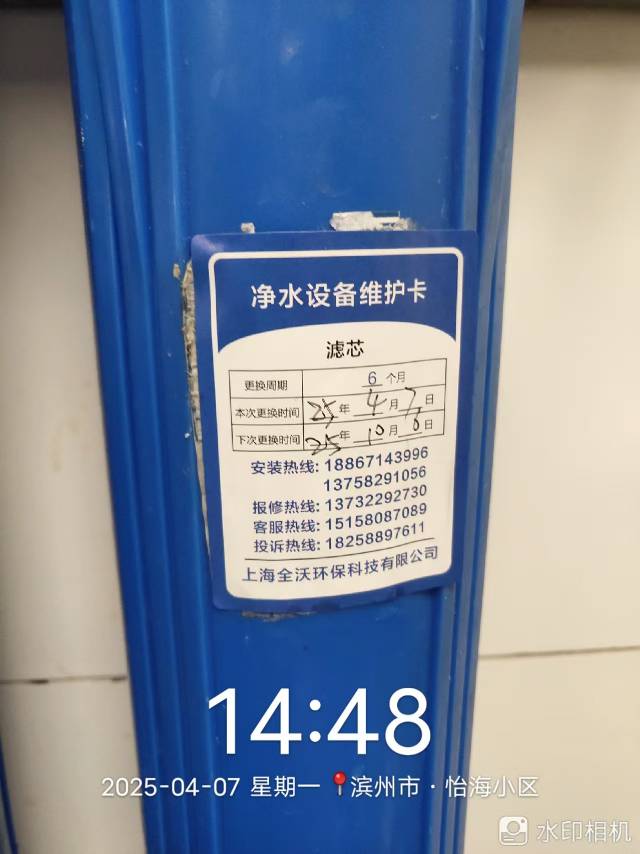 净水设备维护卡
滤芯
更换周期 6 个月
本次更换时间 25 年 4 月 7 日
下次更换时间 25 年 10 月 6 日
安装热线: 18867143996
13758291056
报修热线: 13732292730
客服热线: 15158087089
投诉热线: 18258897611
上海全沃环保科技有限公司
14:48
2025-04-07 星期一 滨州市·怡海小区
水印相机